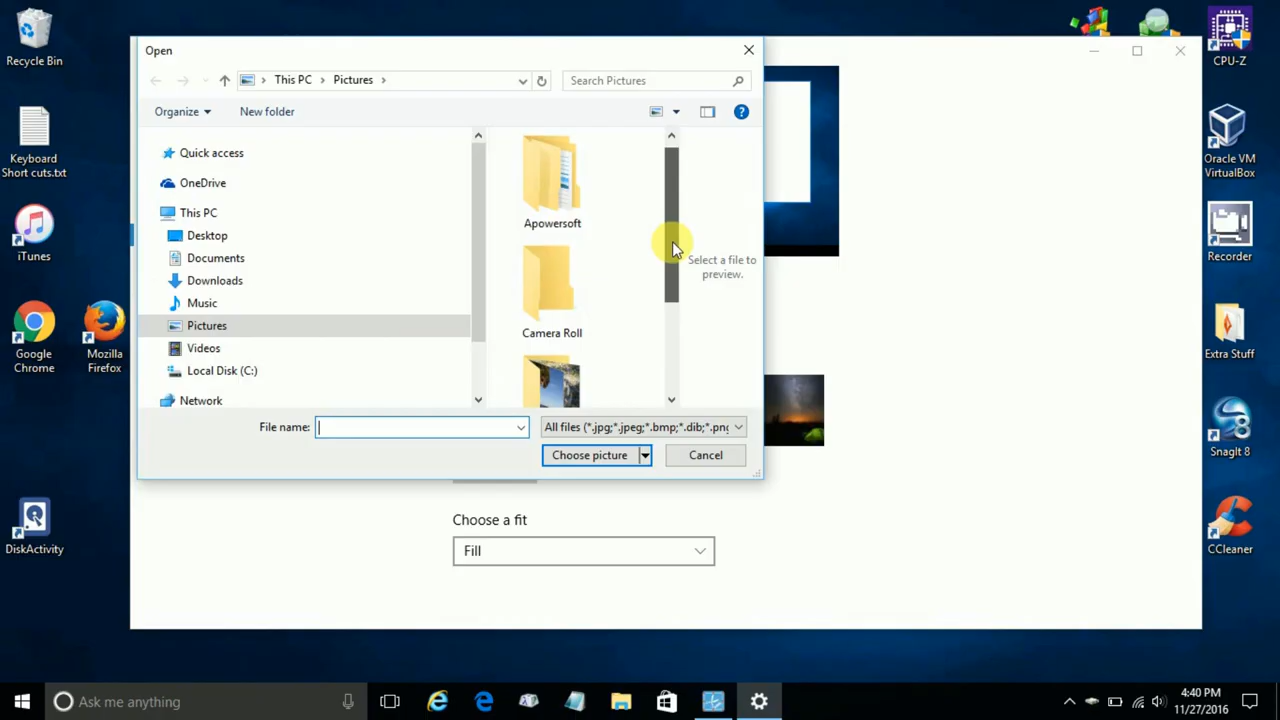 Recycle Bin
Keyboard
Short cuts.txt
iTunes
Google
Chrome
Mozilla
Firefox
DiskActivity
Open
This PC
Pictures
Search Pictures
Organize
New folder
Quick access
OneDrive
This PC
Desktop
Documents
Downloads
Music
Pictures
Videos
Local Disk (C:)
Network
Apowersoft
Camera Roll
Select a file to
preview.
File name:
All files (*.jpg;*.jpeg;*.bmp;*.dib;*.png
Choose picture
Cancel
Choose a fit
Fill
CPU-Z
Oracle VM
VirtualBox
Recorder
Extra Stuff
SnagIt 8
CCleaner
Ask me anything
4:40 PM
11/27/2016